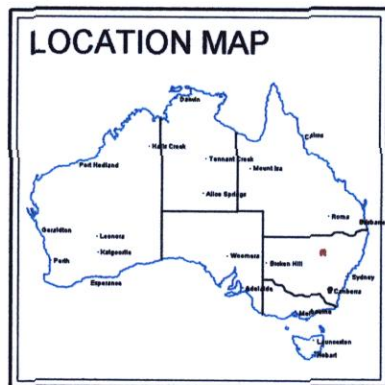 LOCATION MAP
Darwin
Cairns
Halls Creek
Tennant Creek
Port Hedland
Mount Isa
Alice Springs
Roma
Brisbane
Geraldton
Leonora
Kalgoorlie
Woomera
Broken Hill
Perth
Sydney
Esperance
Adelaide
Canberra
Launceston
Hobart